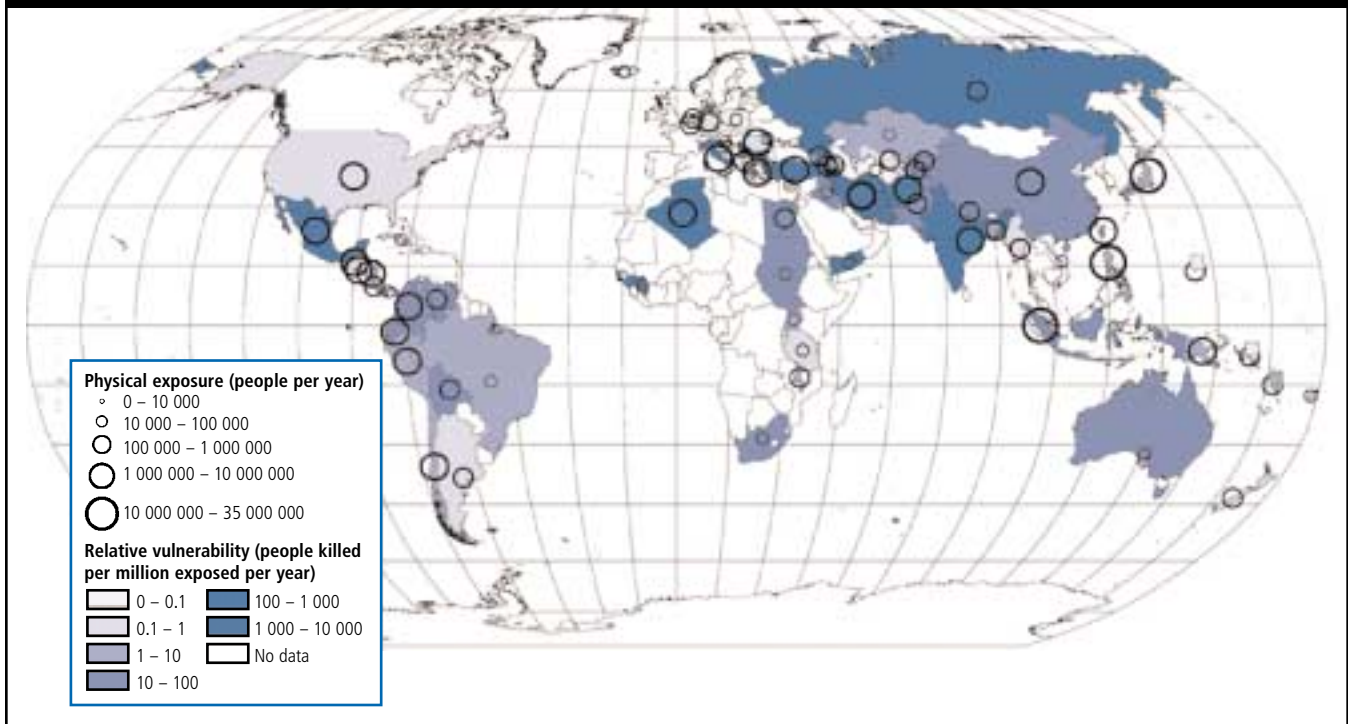 Physical exposure (people per year)
0 – 10 000
10 000 – 100 000
100 000 – 1 000 000
1 000 000 – 10 000 000
10 000 000 – 35 000 000
Relative vulnerability (people killed
per million exposed per year)
0 – 0.1
0.1 – 1
1 – 10
10 – 100
100 – 1 000
1 000 – 10 000
No data